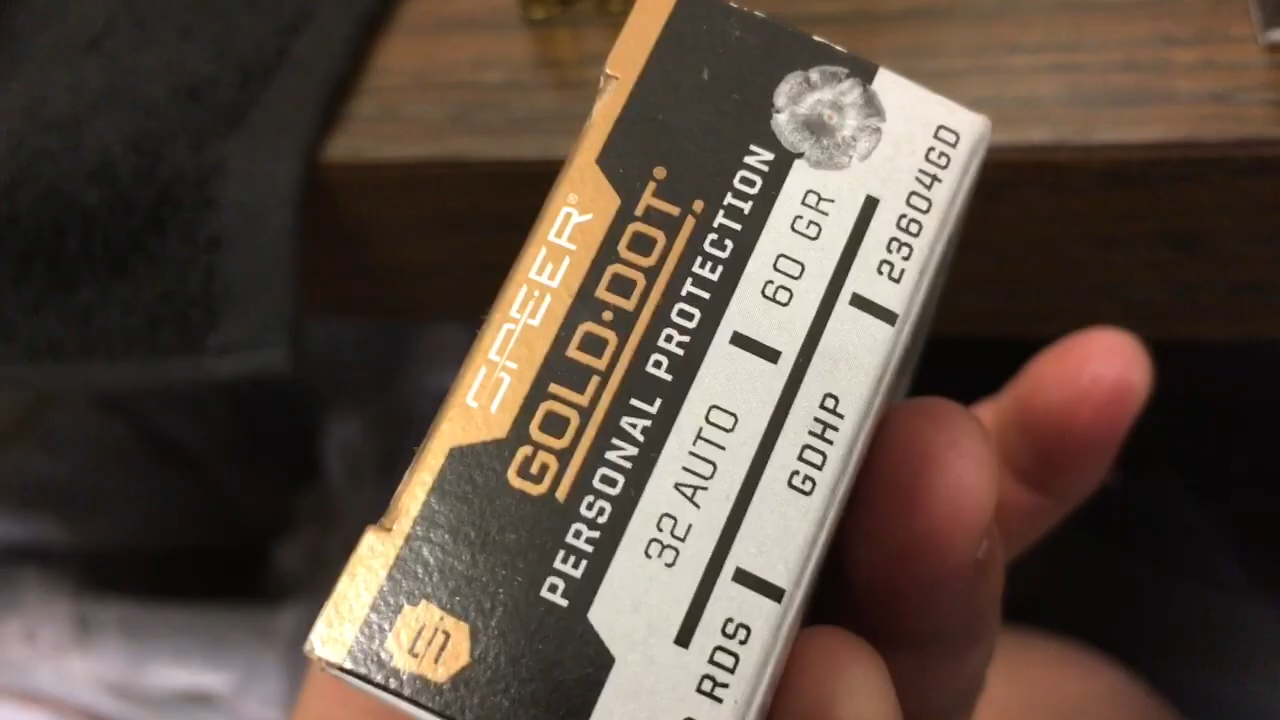 SPEER®
GOLD·DOT®
PERSONAL PROTECTION
32 AUTO 60 GR
RDS GDHP 23604GD